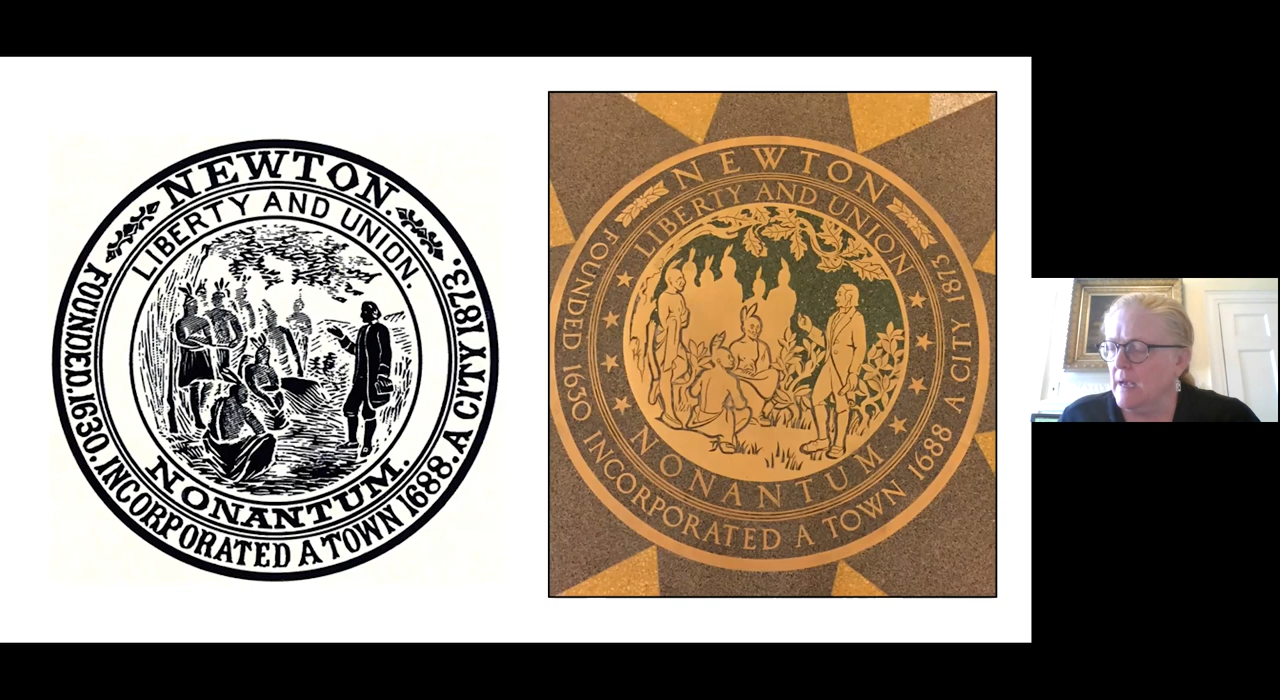 NEWTON.
LIBERTY AND UNION.
NONANTUM.
FOUNDED.1630. INCORPORATED A TOWN 1688. A CITY 1873.
NEWTON
LIBERTY AND UNION
NONANTUM
FOUNDED 1630 INCORPORATED A TOWN 1688 A CITY 1873